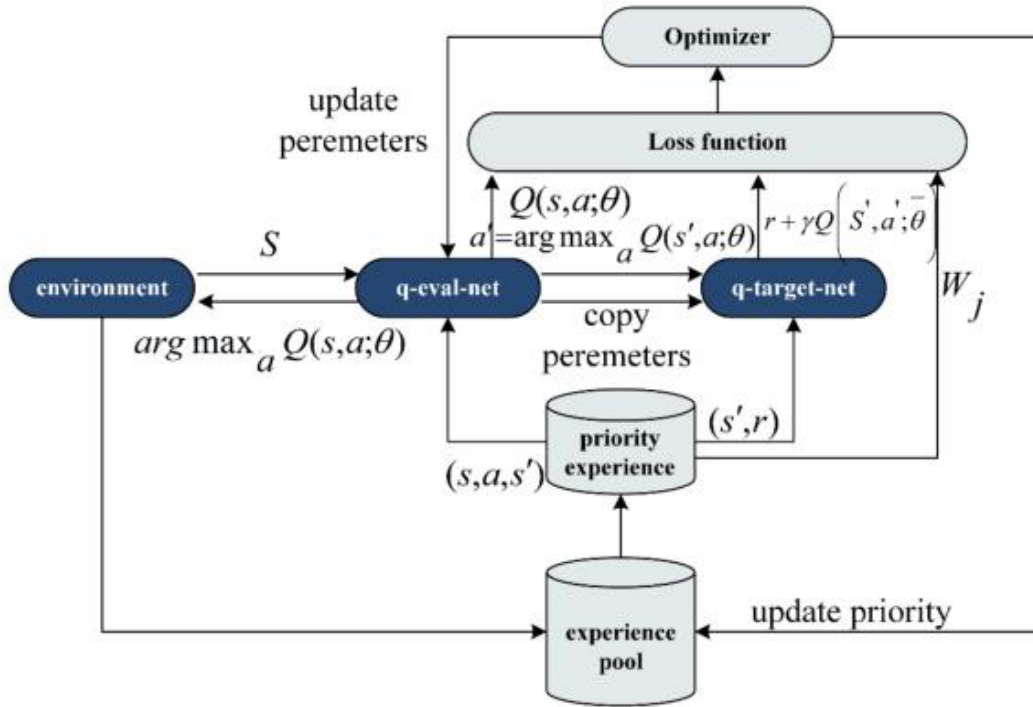 Optimizer
update
peremeters
Loss function
Q(s,a;θ)
a'=arg max_a Q(s',a;θ)
r + γQ(S',a';θ̄)
S
environment
q-eval-net
q-target-net
W_j
arg max_a Q(s,a;θ)
copy
peremeters
(s',r)
priority
experience
(s,a,s')
update priority
experience
pool